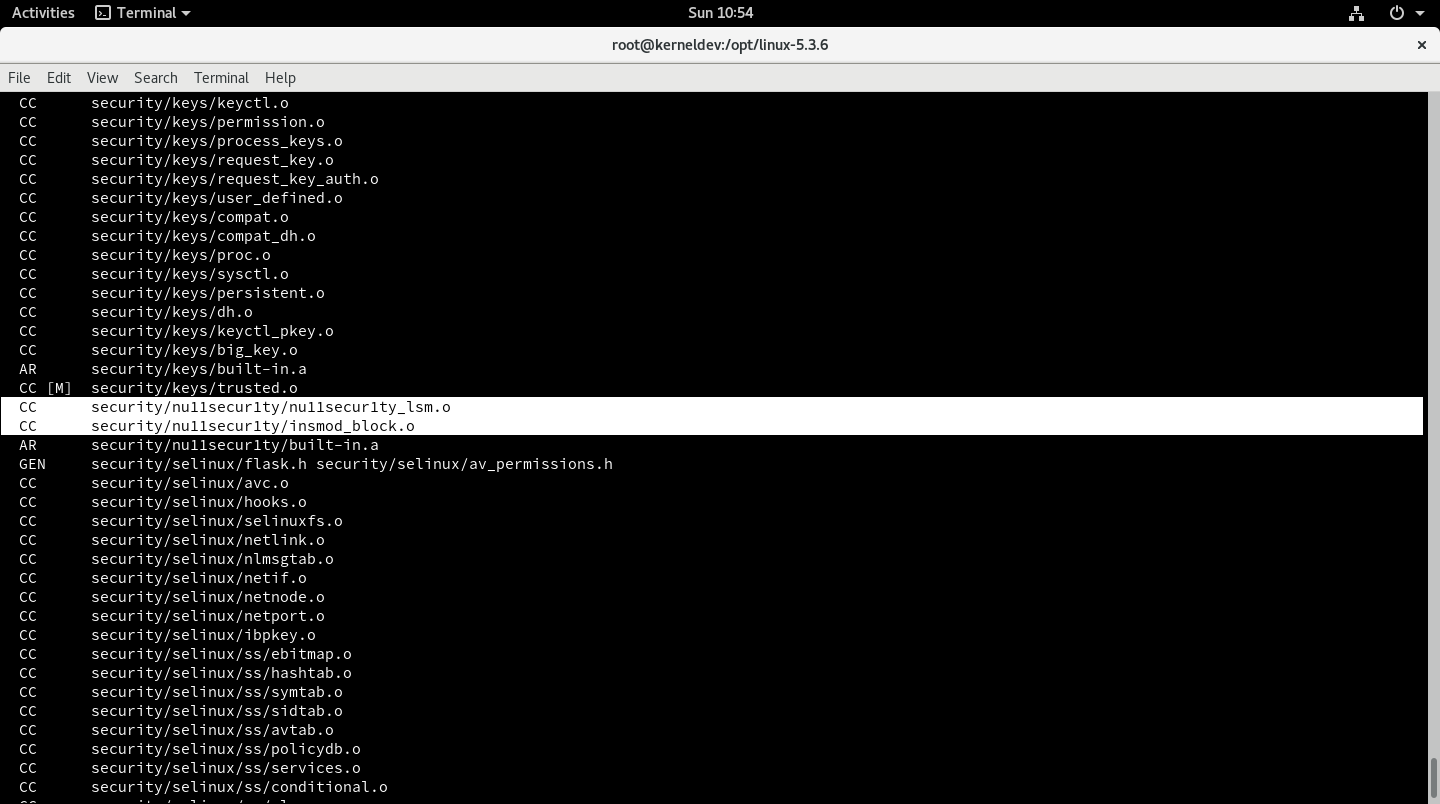 Activities Terminal Sun 10:54
root@kerneldev:/opt/linux-5.3.6 ×
File Edit View Search Terminal Help
CC security/keys/keyctl.o
CC security/keys/permission.o
CC security/keys/process_keys.o
CC security/keys/request_key.o
CC security/keys/request_key_auth.o
CC security/keys/user_defined.o
CC security/keys/compat.o
CC security/keys/compat_dh.o
CC security/keys/proc.o
CC security/keys/sysctl.o
CC security/keys/persistent.o
CC security/keys/dh.o
CC security/keys/keyctl_pkey.o
CC security/keys/big_key.o
AR security/keys/built-in.a
CC [M] security/keys/trusted.o
CC security/nu11secur1ty/nu11secur1ty_lsm.o
CC security/nu11secur1ty/insmod_block.o
AR security/nu11secur1ty/built-in.a
GEN security/selinux/flask.h security/selinux/av_permissions.h
CC security/selinux/avc.o
CC security/selinux/hooks.o
CC security/selinux/selinuxfs.o
CC security/selinux/netlink.o
CC security/selinux/nlmsgtab.o
CC security/selinux/netif.o
CC security/selinux/netnode.o
CC security/selinux/netport.o
CC security/selinux/ibpkey.o
CC security/selinux/ss/ebitmap.o
CC security/selinux/ss/hashtab.o
CC security/selinux/ss/symtab.o
CC security/selinux/ss/sidtab.o
CC security/selinux/ss/avtab.o
CC security/selinux/ss/policydb.o
CC security/selinux/ss/services.o
CC security/selinux/ss/conditional.o